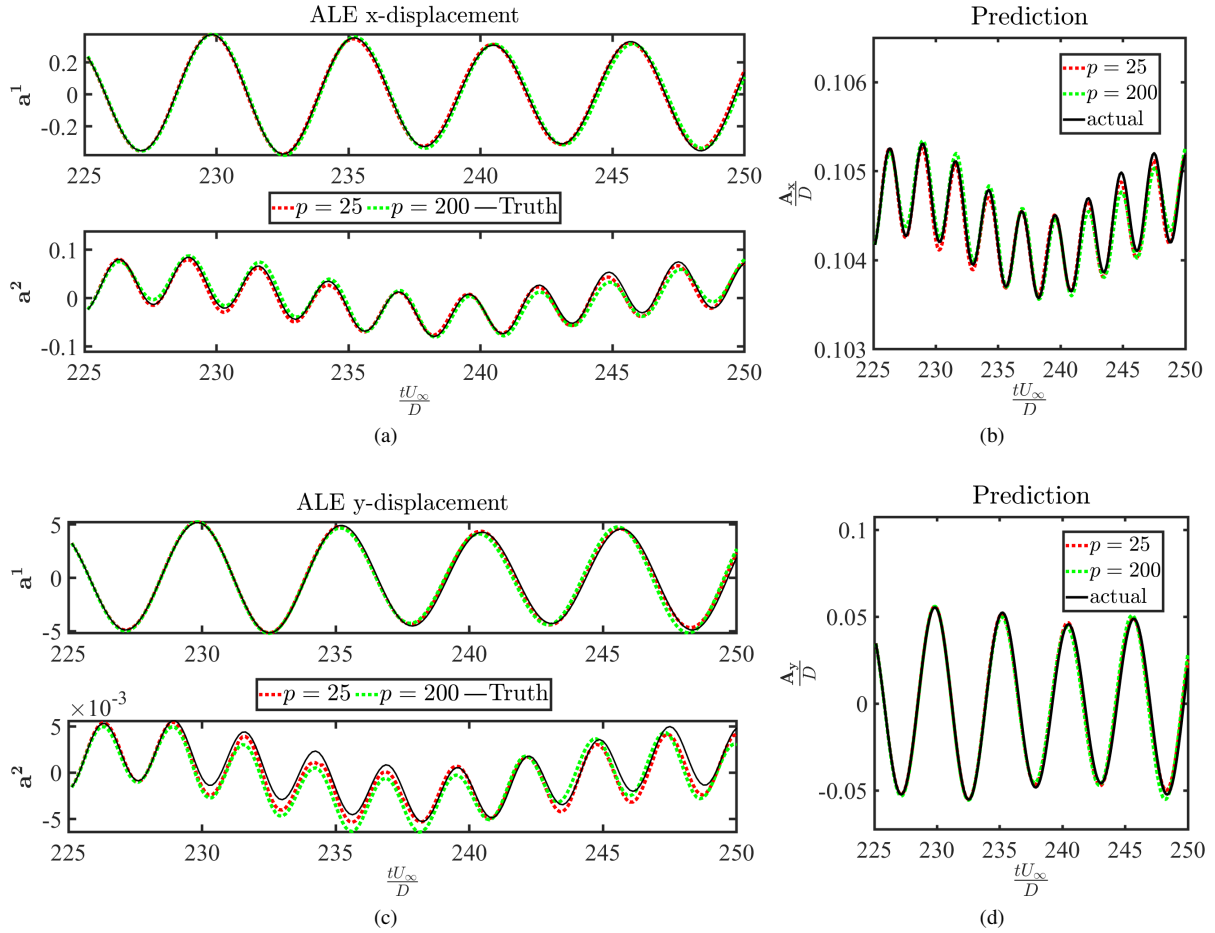 ALE x-displacement
a¹
0.2
0
-0.2
225 230 235 240 245 250
p = 25 p = 200 Truth
a²
0.1
0
-0.1
225 230 235 240 245 250
tU∞/D
(a)
Prediction
p = 25
p = 200
actual
Aₓ/D
0.106
0.105
0.104
0.103
225 230 235 240 245 250
tU∞/D
(b)
ALE y-displacement
a¹
5
0
-5
225 230 235 240 245 250
p = 25 p = 200 Truth
×10⁻³
a²
5
0
-5
225 230 235 240 245 250
tU∞/D
(c)
Prediction
p = 25
p = 200
actual
A_y/D
0.1
0.05
0
-0.05
225 230 235 240 245 250
tU∞/D
(d)